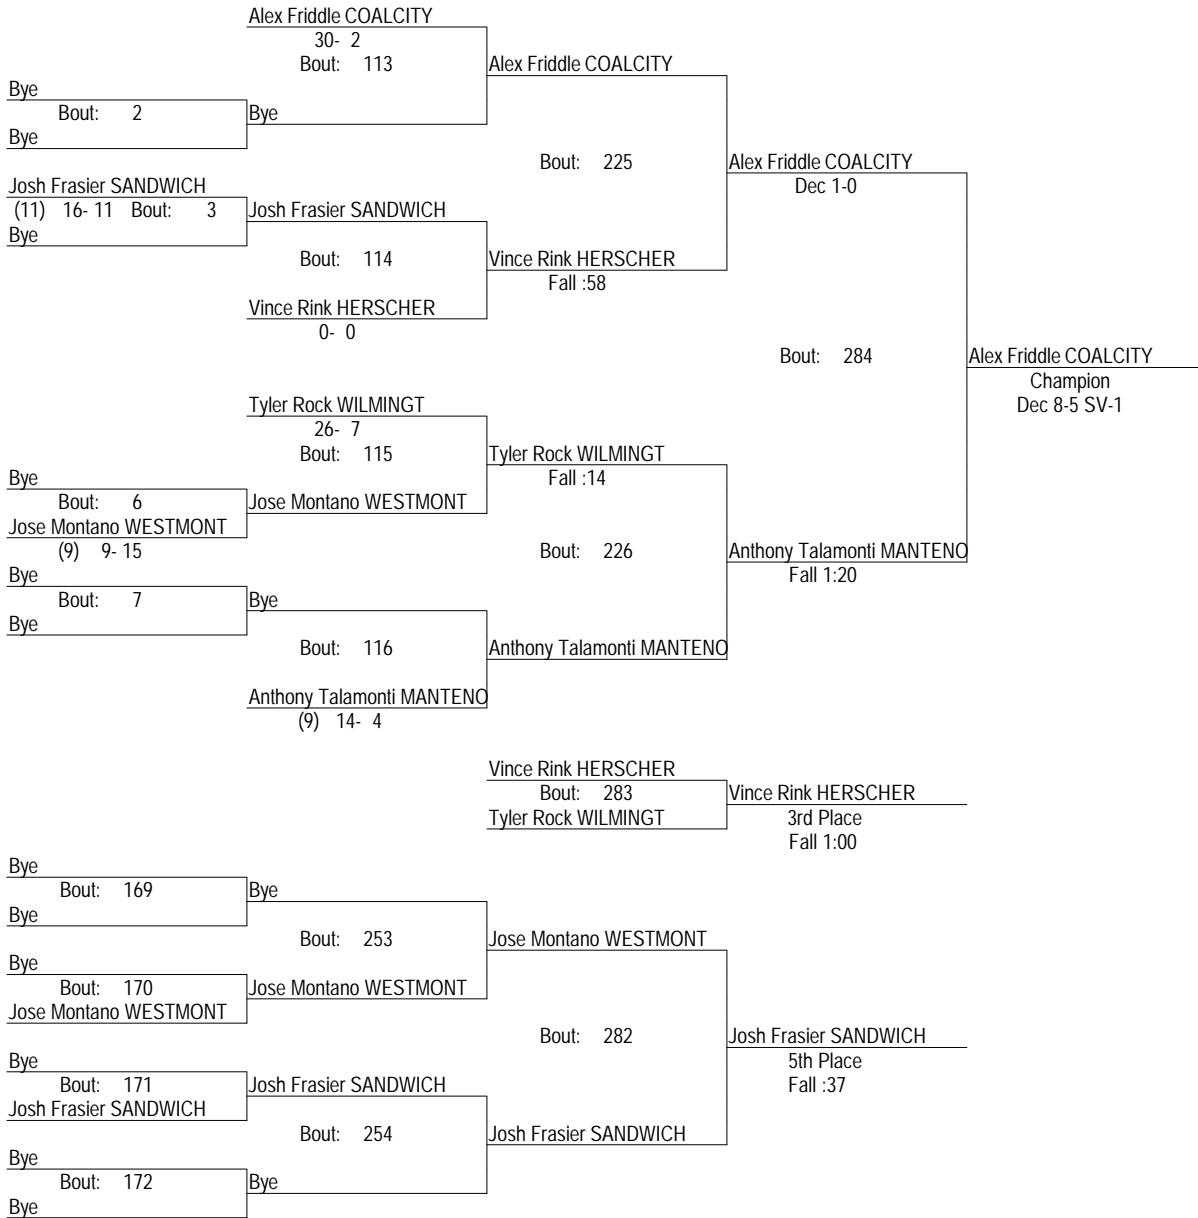 Alex Friddle COALCITY
30- 2
Bout: 113
Alex Friddle COALCITY
Bye
Bout: 2
Bye
Bye
Bout: 225
Alex Friddle COALCITY
Dec 1-0
Josh Frasier SANDWICH
(11) 16- 11 Bout: 3
Josh Frasier SANDWICH
Bye
Bout: 114
Vince Rink HERSCHER
Fall :58
Vince Rink HERSCHER
0- 0
Bout: 284
Alex Friddle COALCITY
Champion
Dec 8-5 SV-1
Tyler Rock WILMINGT
26- 7
Bout: 115
Tyler Rock WILMINGT
Fall :14
Bye
Bout: 6
Jose Montano WESTMONT
Jose Montano WESTMONT
(9) 9- 15
Bout: 226
Anthony Talamonti MANTENO
Fall 1:20
Bye
Bout: 7
Bye
Bye
Bout: 116
Anthony Talamonti MANTENO
Anthony Talamonti MANTENO
(9) 14- 4
Vince Rink HERSCHER
Bout: 283
Vince Rink HERSCHER
Tyler Rock WILMINGT
3rd Place
Fall 1:00
Bye
Bout: 169
Bye
Bye
Bout: 253
Jose Montano WESTMONT
Bye
Bout: 170
Jose Montano WESTMONT
Jose Montano WESTMONT
Bout: 282
Josh Frasier SANDWICH
5th Place
Fall :37
Bye
Bout: 171
Josh Frasier SANDWICH
Josh Frasier SANDWICH
Bout: 254
Josh Frasier SANDWICH
Bye
Bout: 172
Bye
Bye